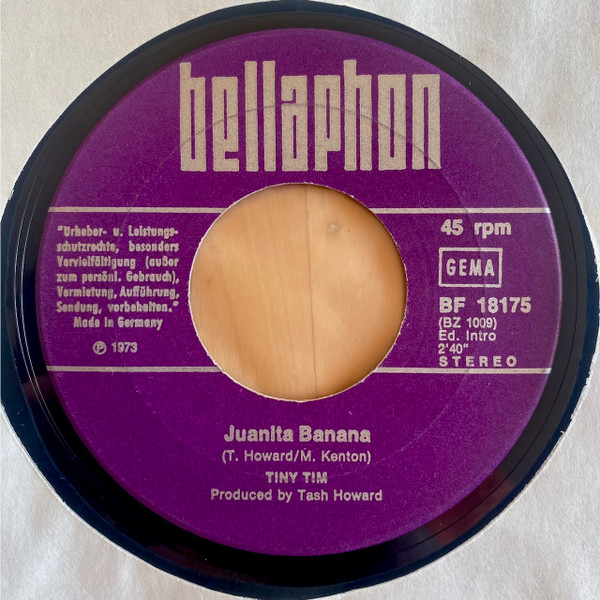 bellaphon
"Urheber- u. Leistungs-
schutzrechte, besonders
Vervielfältigung (außer
zum persönl. Gebrauch),
Vermietung, Aufführung,
Sendung, vorbehalten."
Made in Germany
℗ 1973
45 rpm
GEMA
BF 18175
(BZ 1009)
Ed. Intro
2'40"
STEREO
Juanita Banana
(T. Howard/M. Kenton)
TINY TIM
Produced by Tash Howard